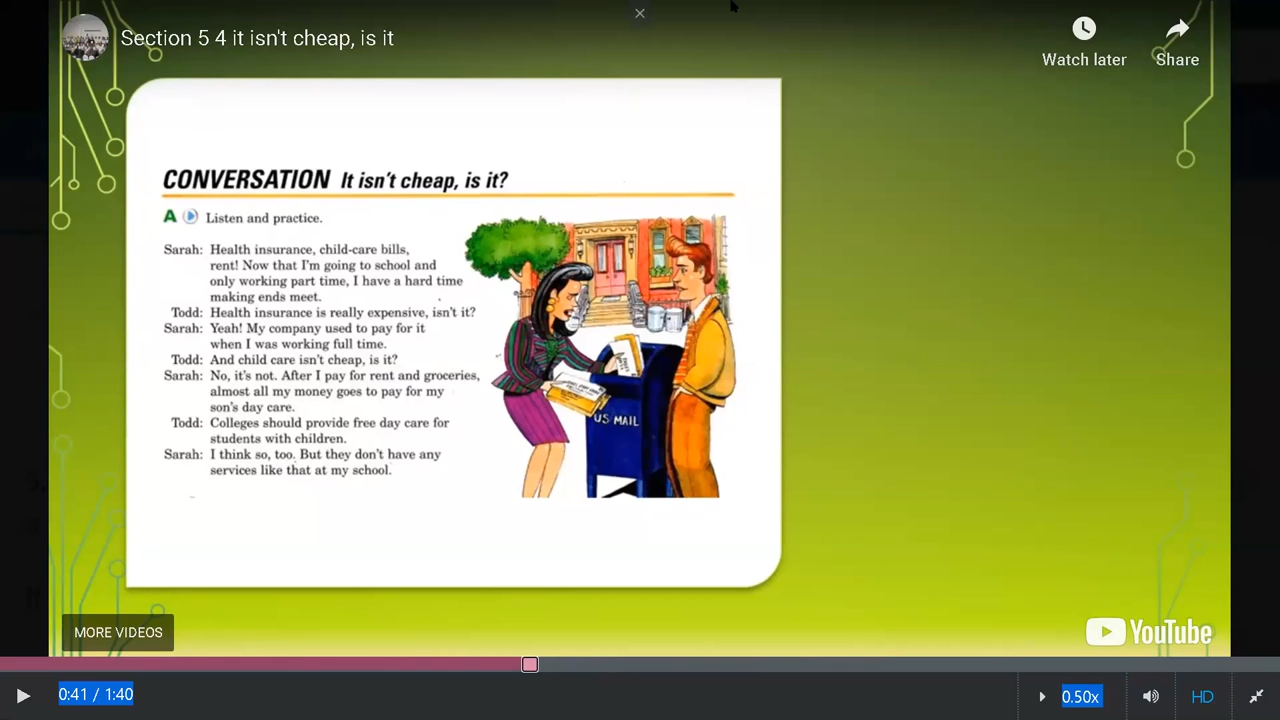 Section 5 4 it isn't cheap, is it
Watch later
Share
CONVERSATION It isn't cheap, is it?
A Listen and practice.
Sarah: Health insurance, child-care bills,
rent! Now that I'm going to school and
only working part time, I have a hard time
making ends meet.
Todd: Health insurance is really expensive, isn't it?
Sarah: Yeah! My company used to pay for it
when I was working full time.
Todd: And child care isn't cheap, is it?
Sarah: No, it's not. After I pay for rent and groceries,
almost all my money goes to pay for my
son's day care.
Todd: Colleges should provide free day care for
students with children.
Sarah: I think so, too. But they don't have any
services like that at my school.
US MAIL
MORE VIDEOS
YouTube
0:41 / 1:40
0.50x
HD